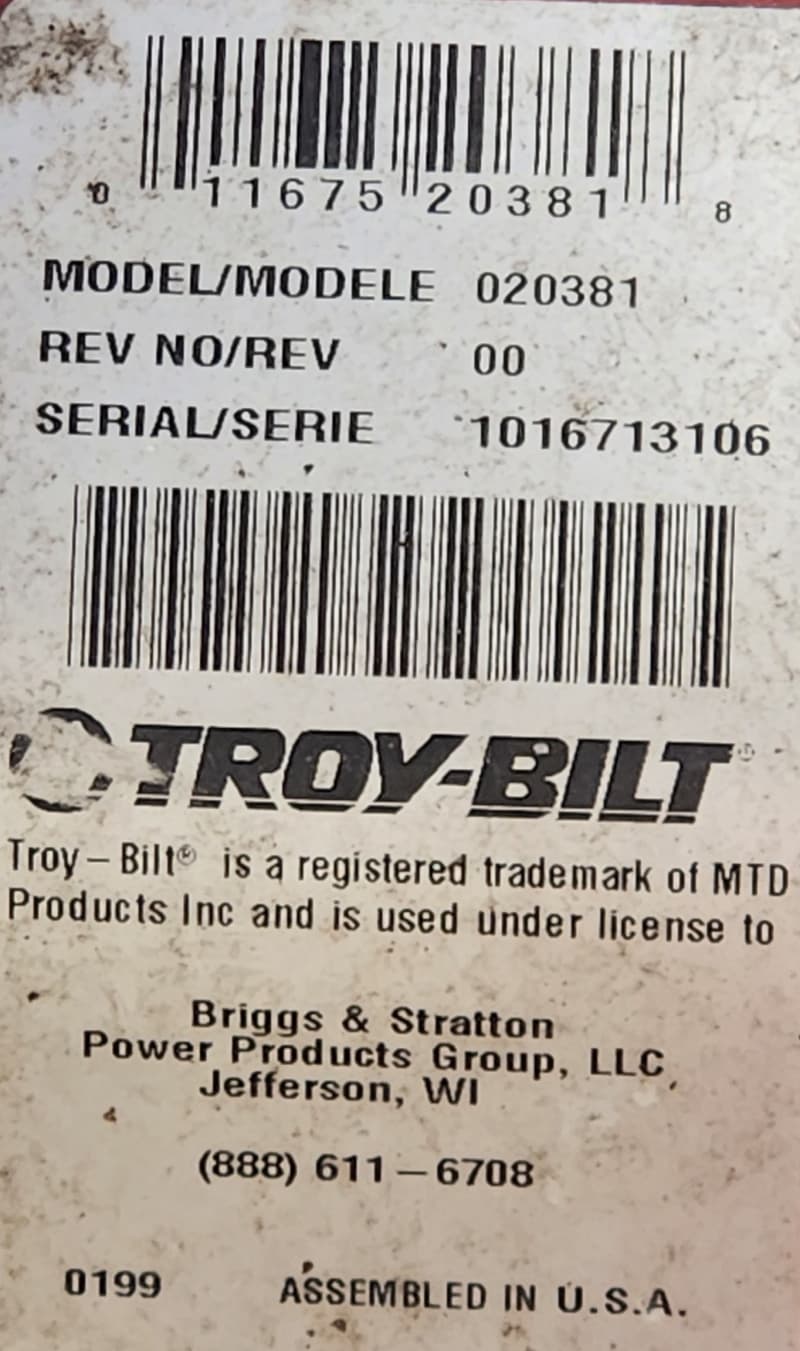 0 11675 20381 8
MODEL/MODELE 020381
REV NO/REV 00
SERIAL/SERIE 1016713106
TROY-BILT®
Troy-Bilt® is a registered trademark of MTD
Products Inc and is used under license to
Briggs & Stratton
Power Products Group, LLC
Jefferson, WI
(888) 611-6708
0199 ASSEMBLED IN U.S.A.